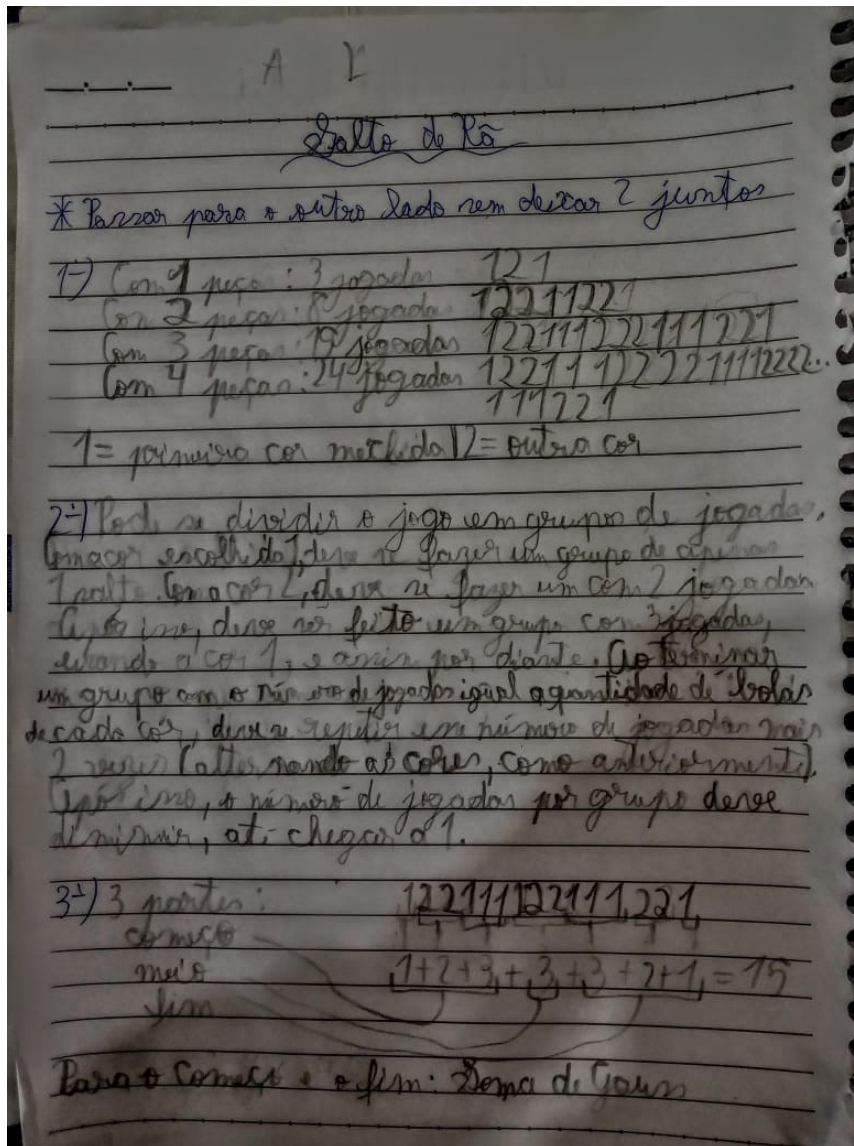 A L
Salto de Rã
* Passar para o outro lado sem deixar 2 juntos
1-) Com 1 peça: 3 jogadas 121
Com 2 peças: 8 jogadas 12211221
Com 3 peças: 15 jogadas 122111222111221
Com 4 peças: 24 jogadas 122111222211112222...
111221
1 = primeira cor mechida 2 = outra cor
2-) Pode se dividir o jogo em grupos de jogadas,
Com a cor escolhida 1, deve se fazer um grupo de apenas
1 salto. Com a cor 2, deve se fazer um com 2 jogadas
Após isso, deve ser feito um grupo com 3 jogadas,
usando a cor 1, e assim por diante. Ao terminar
um grupo com o número de jogadas igual a quantidade de bolas
de cada cor, deve se repetir esse número de jogadas mais
2 vezes (alternando as cores, como anteriormente).
Após isso, o número de jogadas por grupo deve
diminuir, até chegar a 1.
3-) 3 partes: 122111122111221
começo
meio 1+2+3+3+3+2+1 = 15
fim
Para o começo e o fim: Soma de Gauss